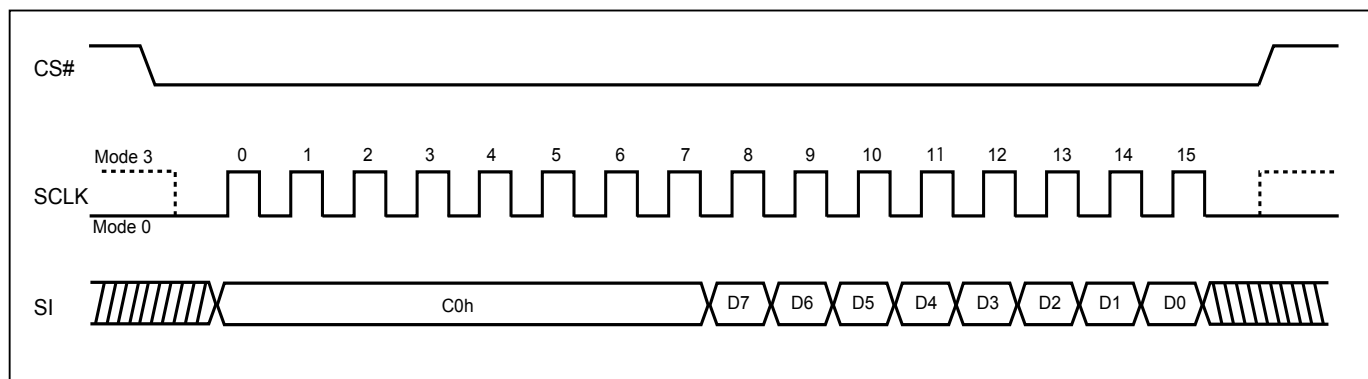 CS#
Mode 3
0 1 2 3 4 5 6 7 8 9 10 11 12 13 14 15
SCLK
Mode 0
SI
C0h D7 D6 D5 D4 D3 D2 D1 D0